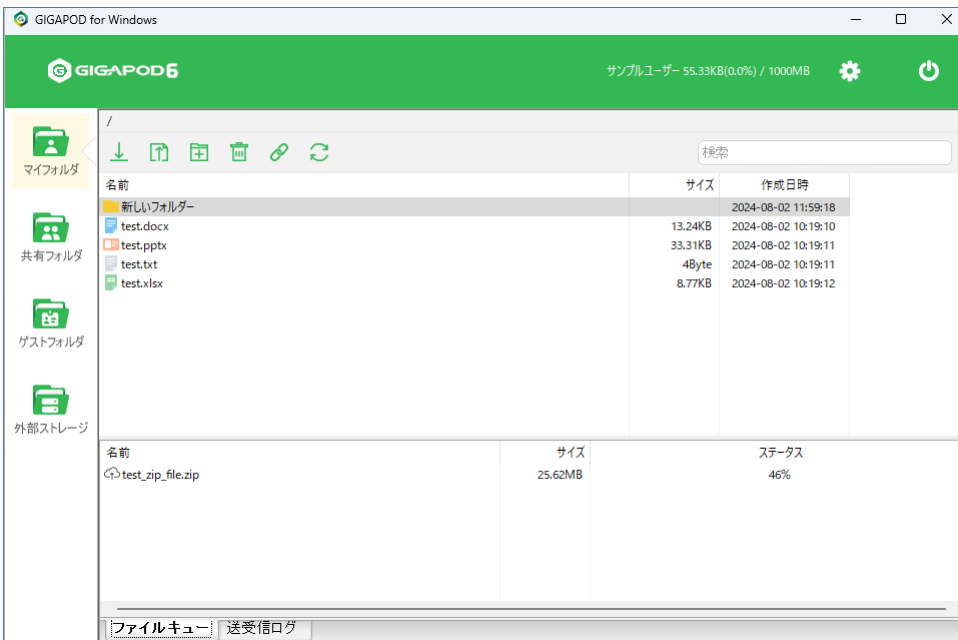 GIGAPOD for Windows
GIGAPOD6
サンプルユーザー 55.33KB(0.0%) / 1000MB
マイフォルダ
共有フォルダ
ゲストフォルダ
外部ストレージ
/
検索
名前 サイズ 作成日時
新しいフォルダー 2024-08-02 11:59:18
test.docx 13.24KB 2024-08-02 10:19:10
test.pptx 33.31KB 2024-08-02 10:19:11
test.txt 4Byte 2024-08-02 10:19:11
test.xlsx 8.77KB 2024-08-02 10:19:12
名前 サイズ ステータス
test_zip_file.zip 25.62MB 46%
ファイルキュー 送受信ログ